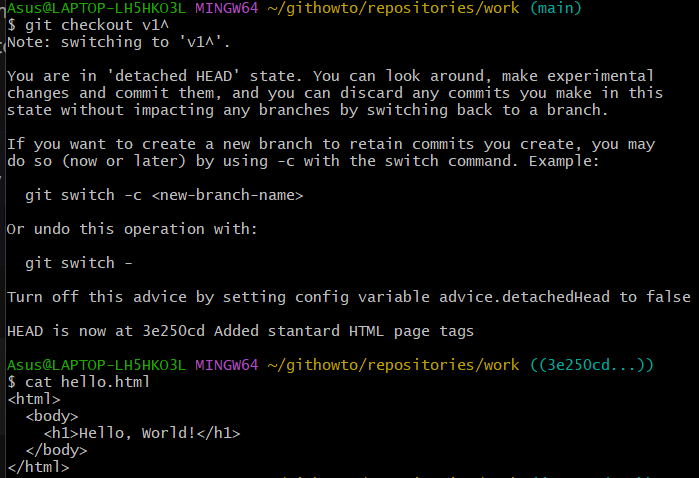 Asus@LAPTOP-LH5HKO3L MINGW64 ~/githowto/repositories/work (main)
$ git checkout v1^
Note: switching to 'v1^'.

You are in 'detached HEAD' state. You can look around, make experimental
changes and commit them, and you can discard any commits you make in this
state without impacting any branches by switching back to a branch.

If you want to create a new branch to retain commits you create, you may
do so (now or later) by using -c with the switch command. Example:

  git switch -c <new-branch-name>

Or undo this operation with:

  git switch -

Turn off this advice by setting config variable advice.detachedHead to false

HEAD is now at 3e250cd Added stantard HTML page tags

Asus@LAPTOP-LH5HKO3L MINGW64 ~/githowto/repositories/work ((3e250cd...))
$ cat hello.html
<html>
  <body>
    <h1>Hello, World!</h1>
  </body>
</html>